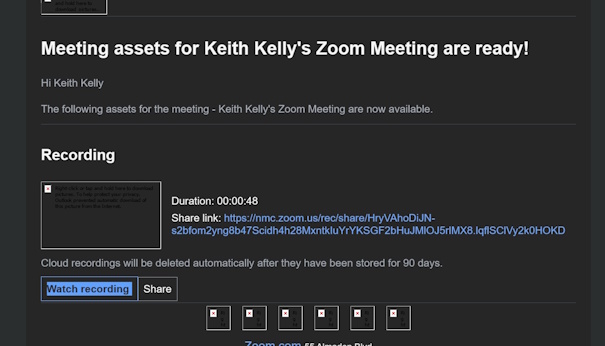 Meeting assets for Keith Kelly's Zoom Meeting are ready!
Hi Keith Kelly
The following assets for the meeting - Keith Kelly's Zoom Meeting are now available.
Recording
Duration: 00:00:48
Share link: https://nmc.zoom.us/rec/share/HryVAhoDiJN-
s2bfom2yng8b47Scidh4h28MxntkIuYrYKSGF2bHuJMlOJ5rlMX8.IqflSCIVy2k0HOKD
Cloud recordings will be deleted automatically after they have been stored for 90 days.
Watch recording
Share
Zoom.com 55 Almaden Blvd